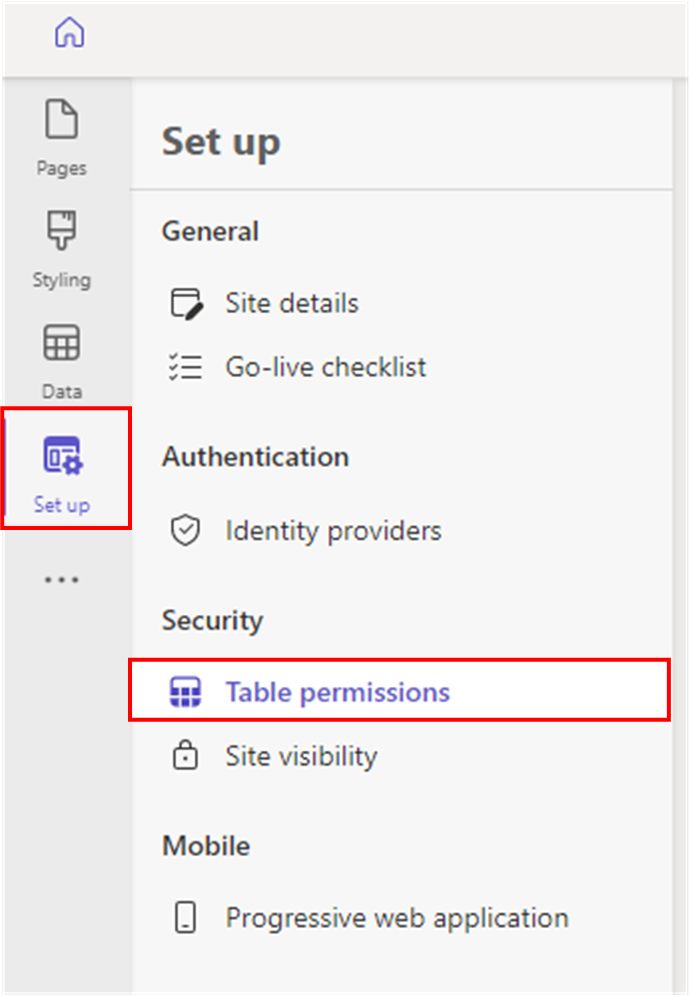 Pages
Styling
Data
Set up
Set up
General
Site details
Go-live checklist
Authentication
Identity providers
Security
Table permissions
Site visibility
Mobile
Progressive web application